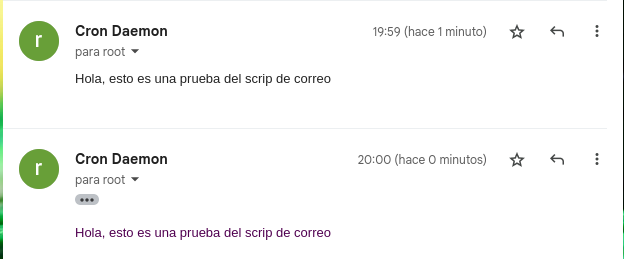 r
Cron Daemon
19:59 (hace 1 minuto)
para root
Hola, esto es una prueba del scrip de correo
r
Cron Daemon
20:00 (hace 0 minutos)
para root
Hola, esto es una prueba del scrip de correo